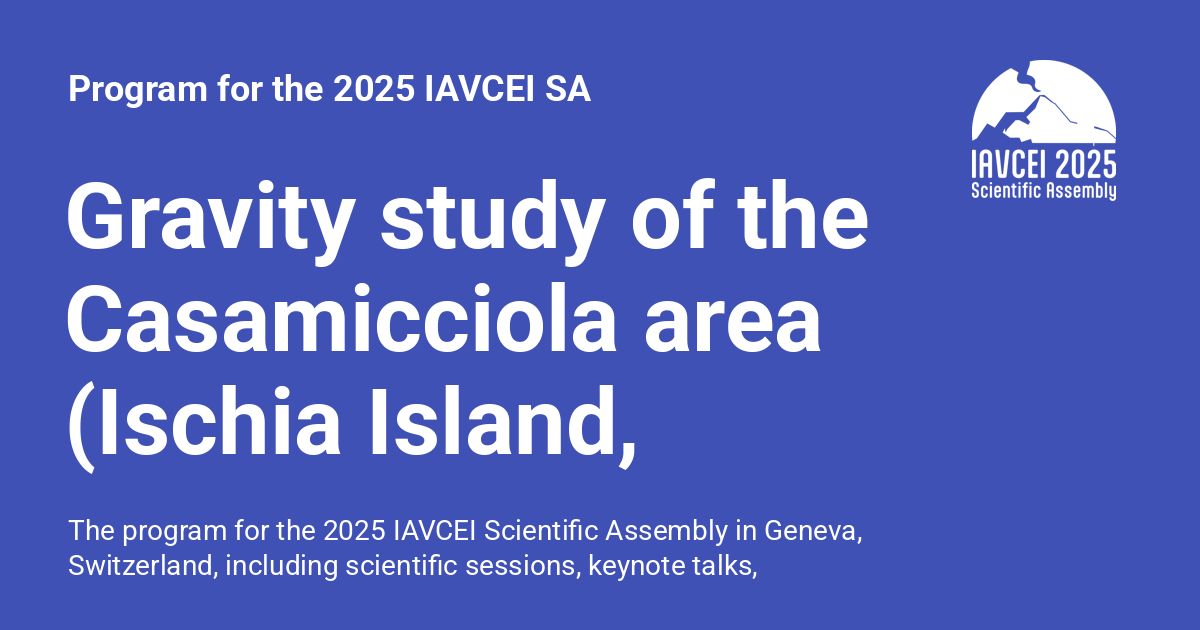 Program for the 2025 IAVCEI SA
IAVCEI 2025
Scientific Assembly
Gravity study of the
Casamicciola area
(Ischia Island,
The program for the 2025 IAVCEI Scientific Assembly in Geneva,
Switzerland, including scientific sessions, keynote talks,